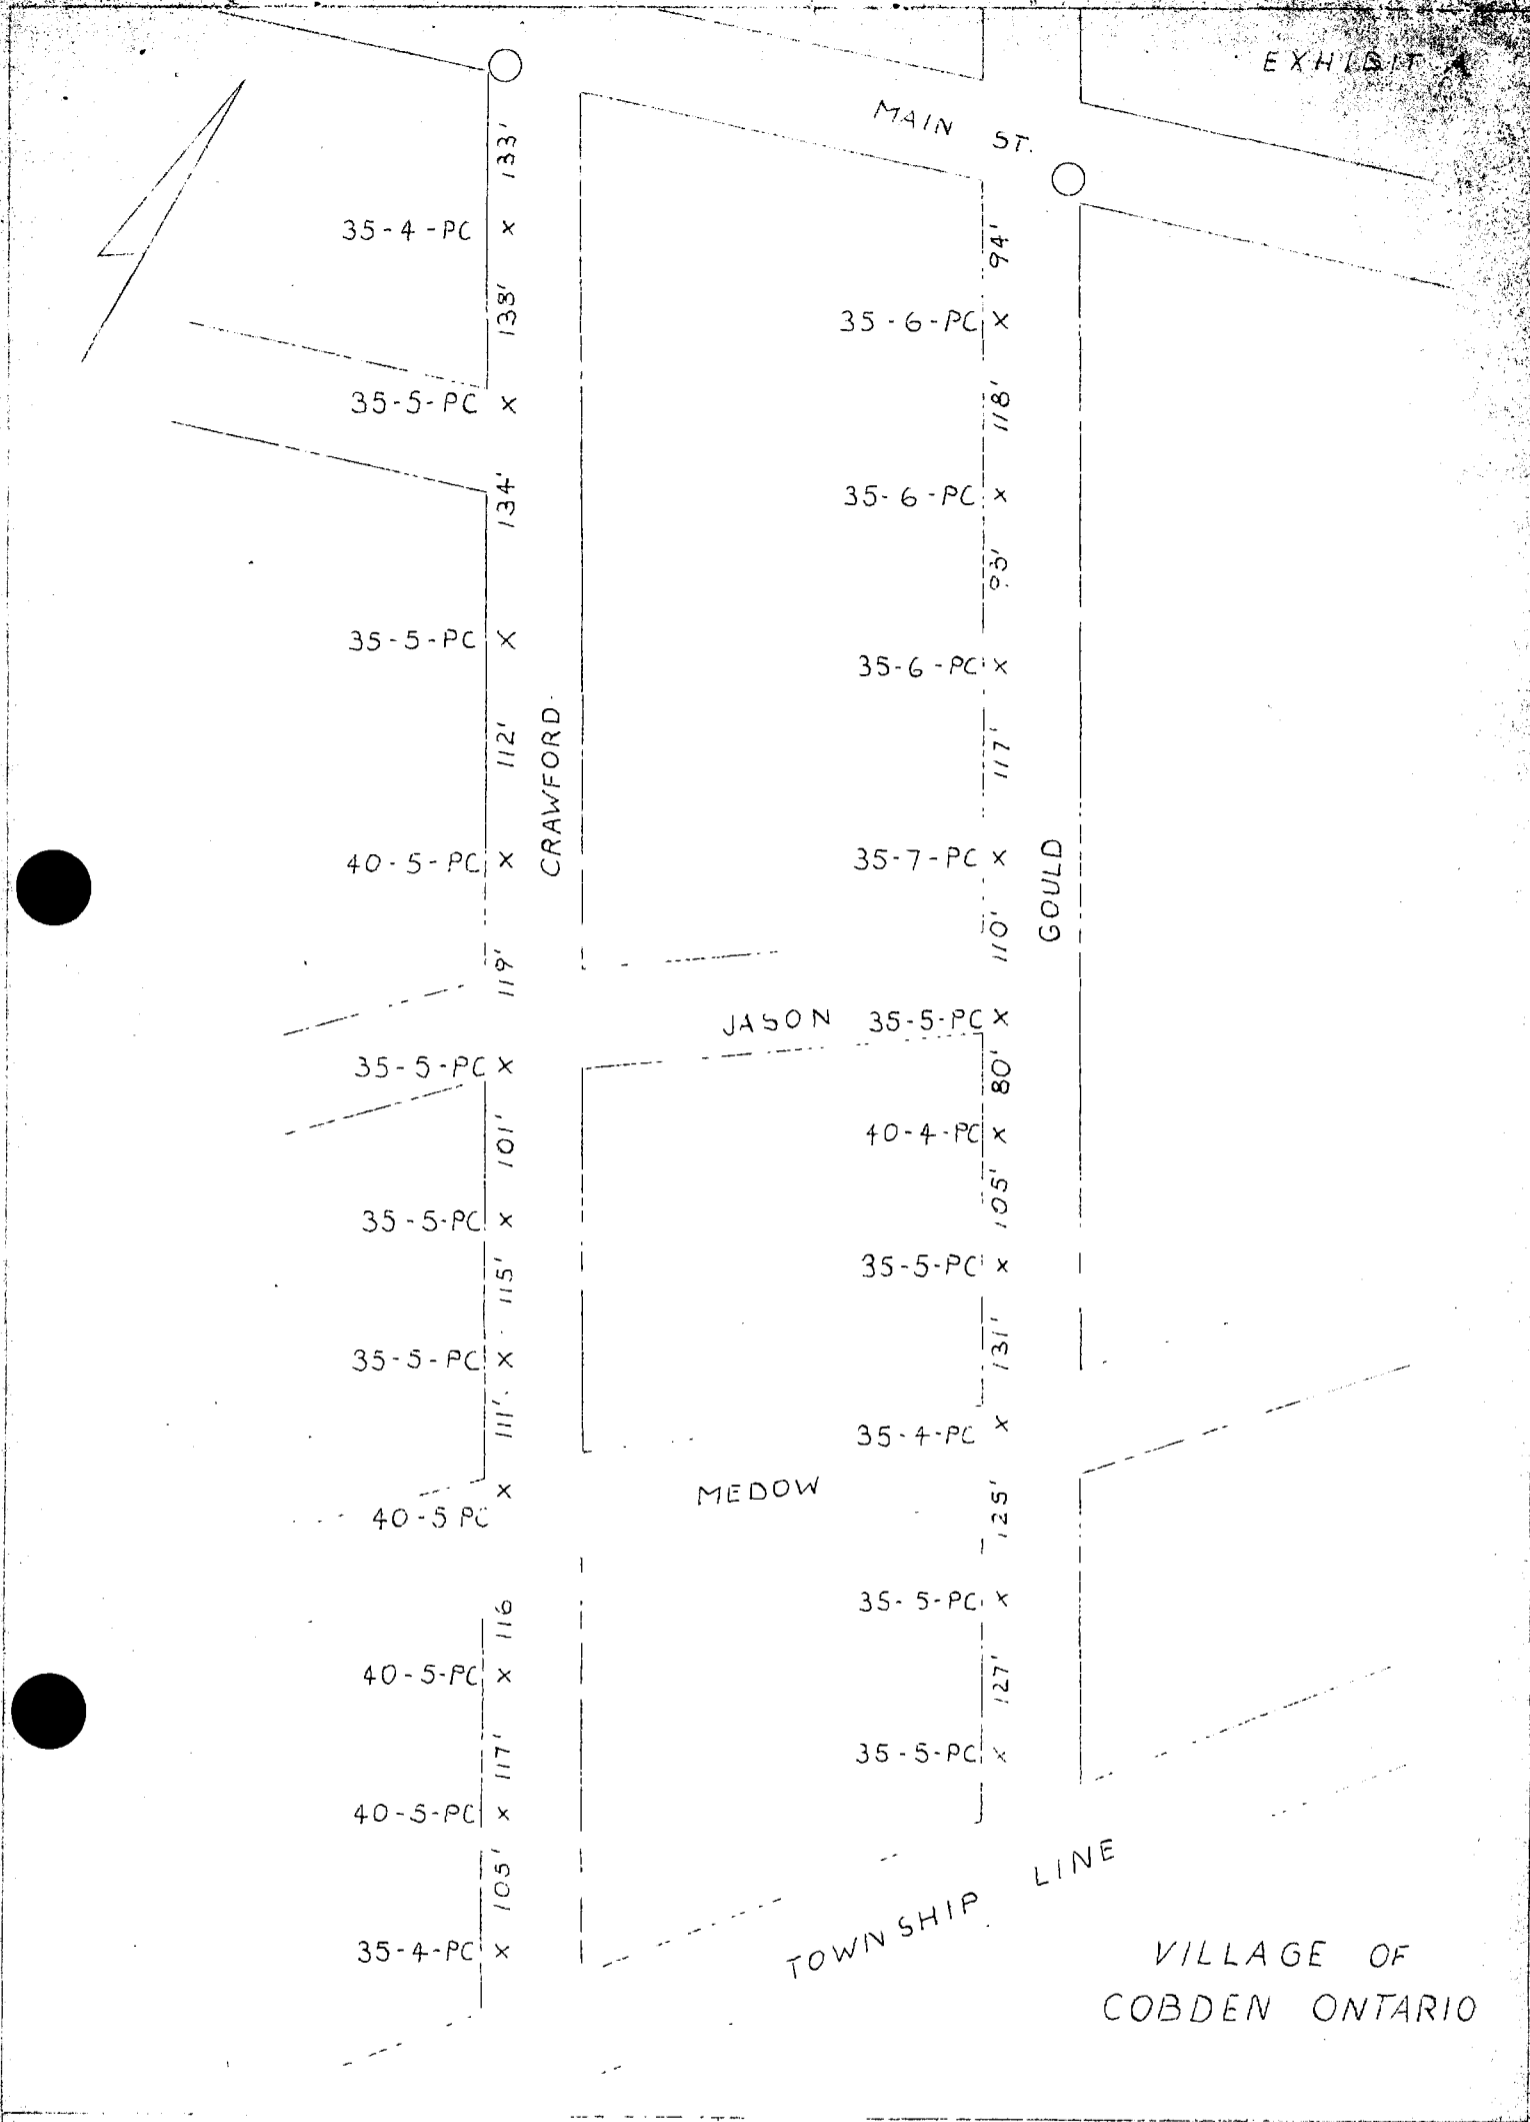 EXHIBIT A
MAIN ST.
133'
35-4-PC X
138'
35-5-PC X
134'
35-5-PC X
112'
CRAWFORD
40-5-PC X
119'
35-5-PC X
101'
35-5-PC X
115'
35-5-PC X
111'
40-5 PC X
116
40-5-PC X
117'
40-5-PC X
105'
35-4-PC X
94'
35-6-PC X
118'
35-6-PC X
35-6-PC X
117'
35-7-PC X
110'
GOULD
JASON
35-5-PC X
80'
40-4-PC X
105'
35-5-PC X
131'
35-4-PC X
MEDOW
125'
35-5-PC X
127'
35-5-PC X
TOWNSHIP LINE
VILLAGE OF
COBDEN ONTARIO